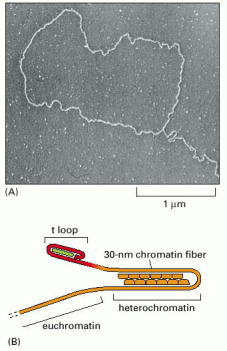 (A)
1 μm
t loop
30-nm chromatin fiber
heterochromatin
euchromatin
(B)